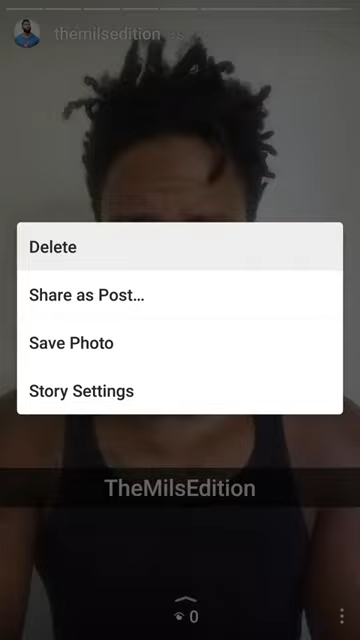 themilsedition
Delete
Share as Post...
Save Photo
Story Settings
TheMilsEdition
0